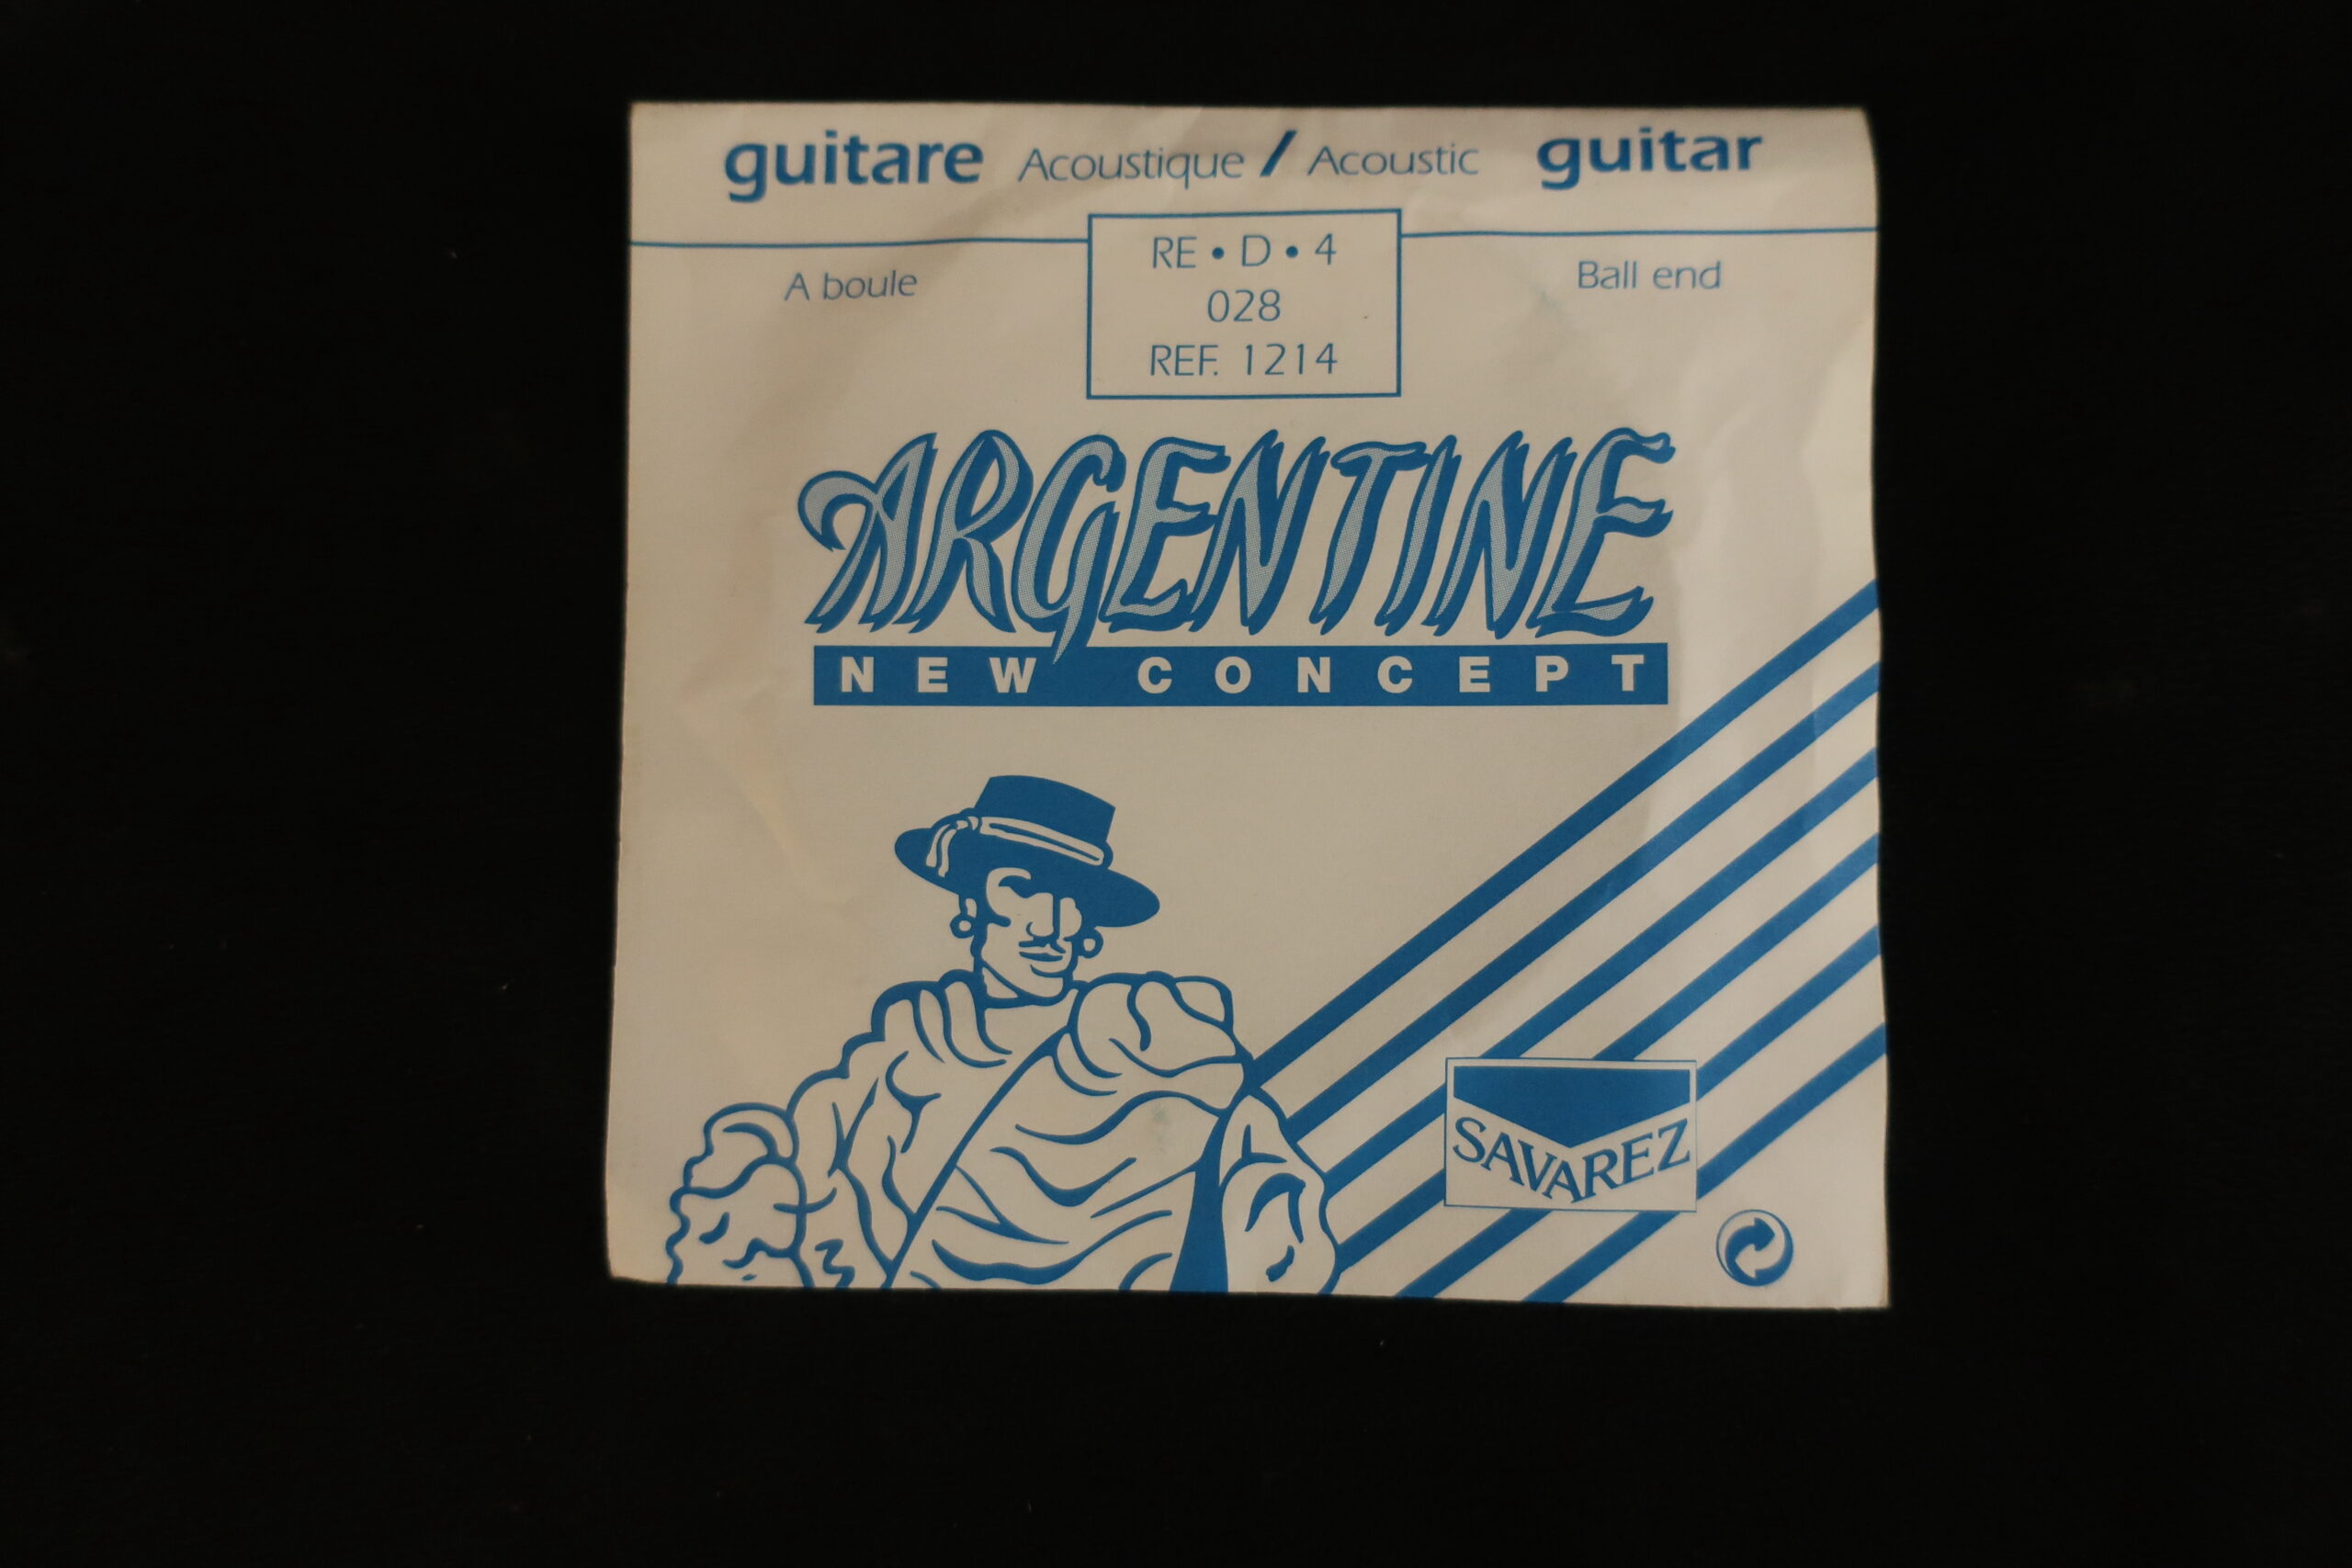 guitare Acoustique / Acoustic guitar
RE • D • 4
A boule
028
Ball end
REF. 1214
ARGENTINE
NEW CONCEPT
SAVAREZ